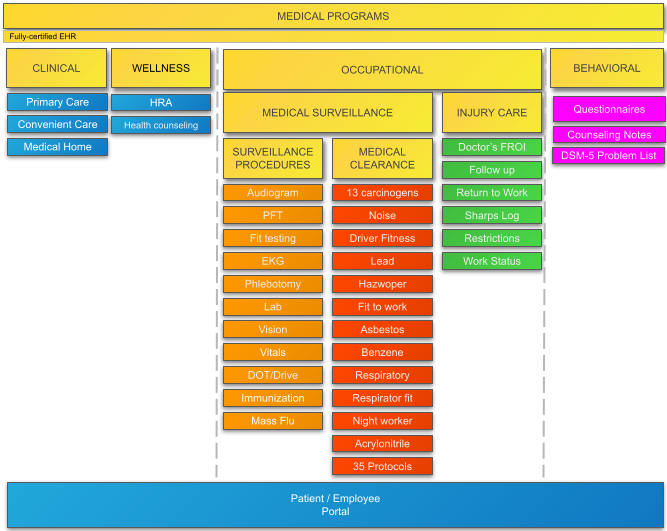 MEDICAL PROGRAMS
Fully-certified EHR
CLINICAL
Primary Care
Convenient Care
Medical Home
WELLNESS
HRA
Health counseling
OCCUPATIONAL
MEDICAL SURVEILLANCE
SURVEILLANCE
PROCEDURES
Audiogram
PFT
Fit testing
EKG
Phlebotomy
Lab
Vision
Vitals
DOT/Drive
Immunization
Mass Flu
MEDICAL
CLEARANCE
13 carcinogens
Noise
Driver Fitness
Lead
Hazwoper
Fit to work
Asbestos
Benzene
Respiratory
Respirator fit
Night worker
Acrylonitrile
35 Protocols
INJURY CARE
Doctor's FROI
Follow up
Return to Work
Sharps Log
Restrictions
Work Status
BEHAVIORAL
Questionnaires
Counseling Notes
DSM-5 Problem List
Patient / Employee
Portal